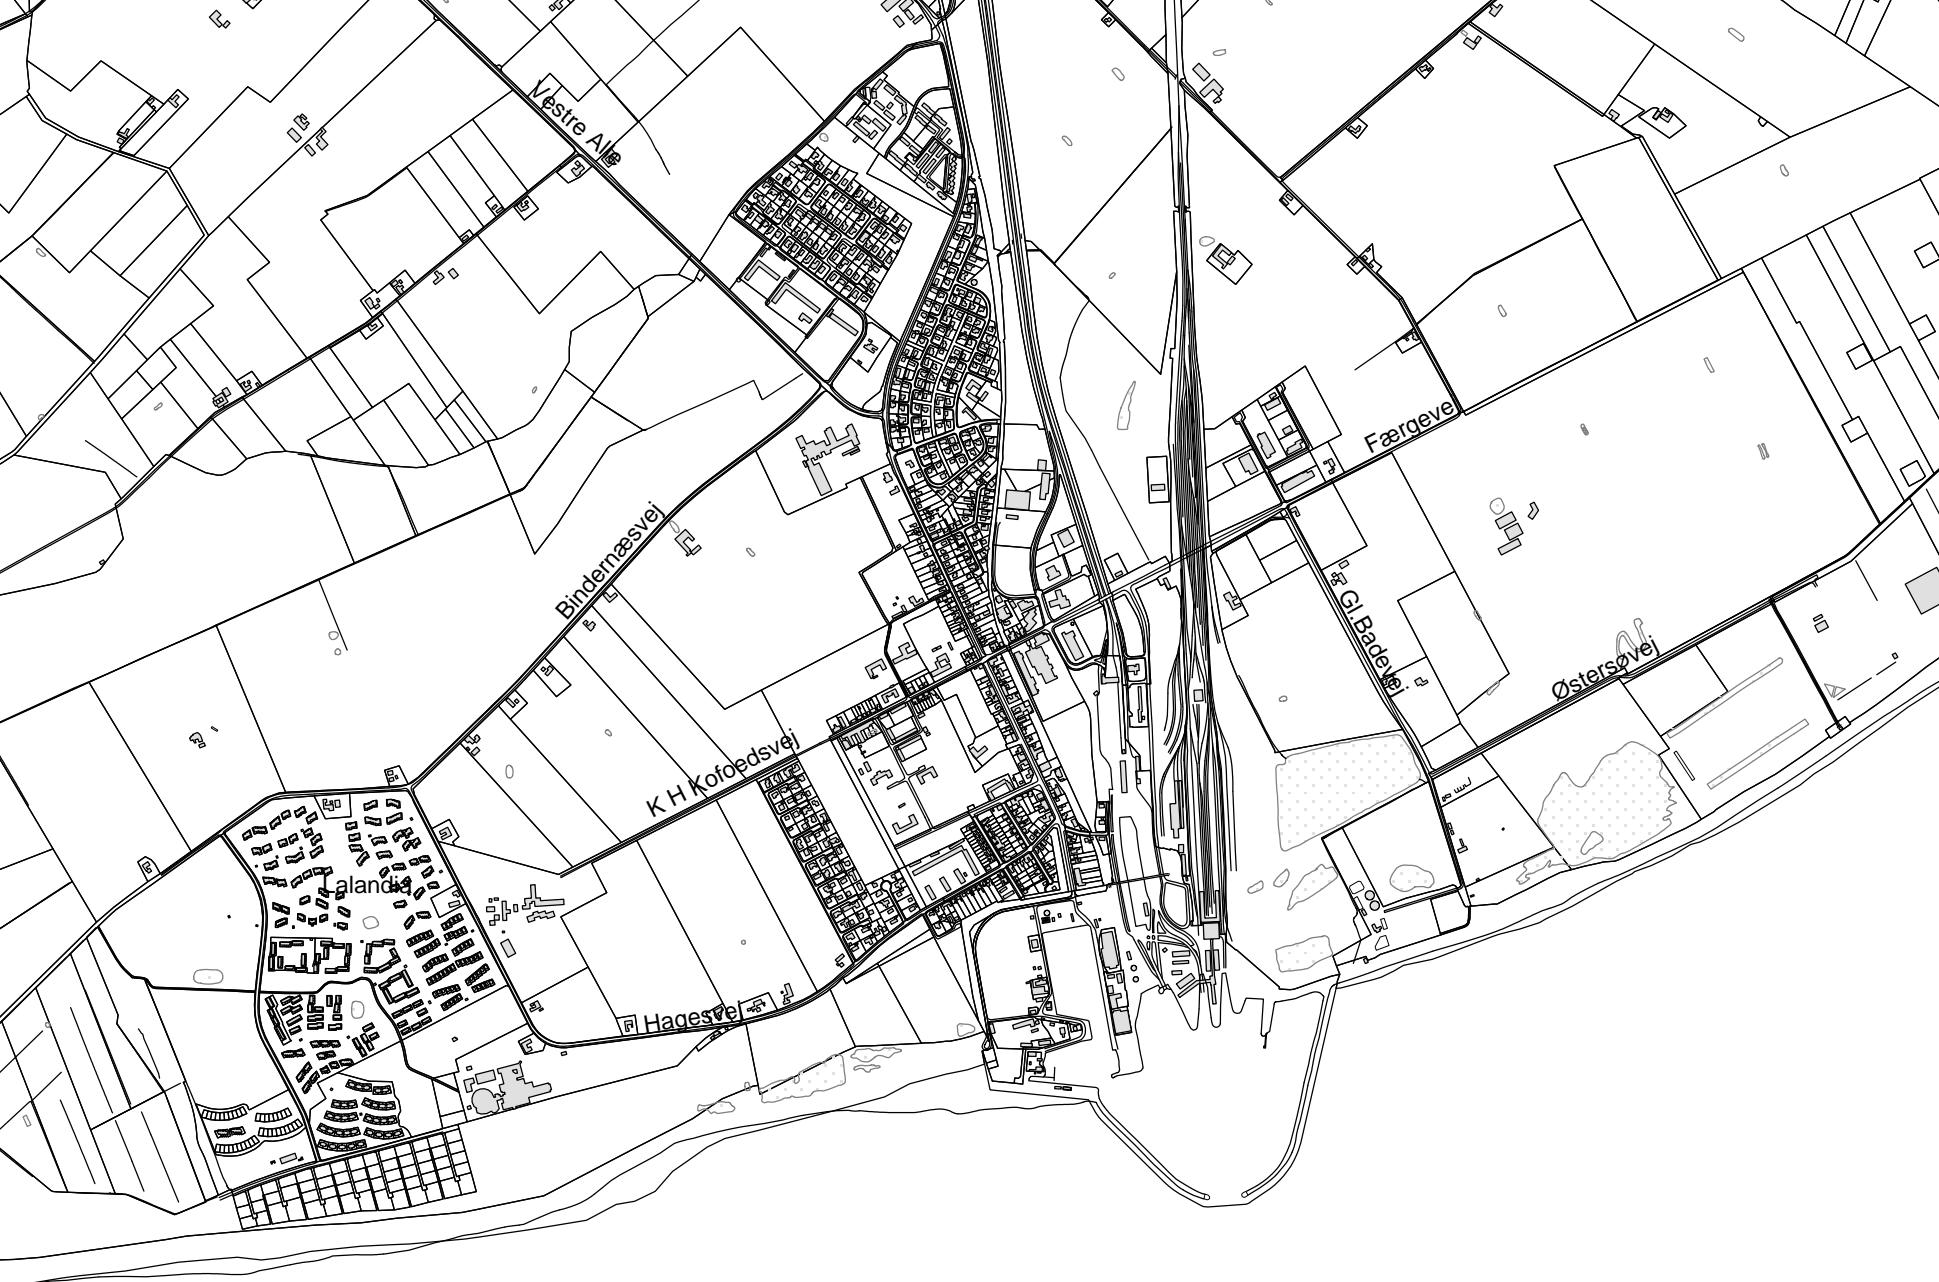 Vestre Alle
Færgevej
Bindernæsvej
Gl.Badevej
Østersøvej
K H Kofoedsvej
Lalandia
Hagesvej